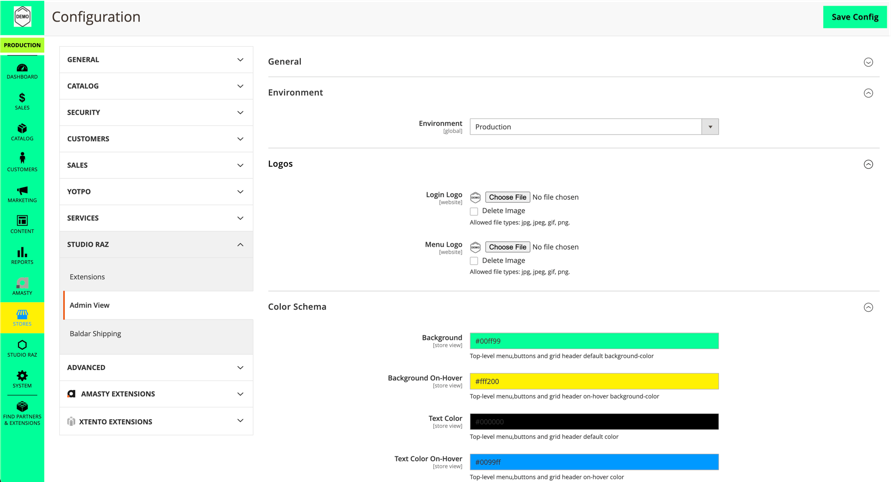 DEMO
Configuration
Save Config
PRODUCTION
DASHBOARD
SALES
CATALOG
CUSTOMERS
MARKETING
CONTENT
REPORTS
AMASTY
STORES
STUDIO RAZ
SYSTEM
FIND PARTNERS
& EXTENSIONS
GENERAL
CATALOG
SECURITY
CUSTOMERS
SALES
YOTPO
SERVICES
STUDIO RAZ
Extensions
Admin View
Baldar Shipping
ADVANCED
AMASTY EXTENSIONS
XTENTO EXTENSIONS
General
Environment
Environment
[global]
Production
Logos
Login Logo
[website]
Choose File No file chosen
Delete Image
Allowed file types: jpg, jpeg, gif, png.
Menu Logo
[website]
Choose File No file chosen
Delete Image
Allowed file types: jpg, jpeg, gif, png.
Color Schema
Background
[store view]
#00ff99
Top-level menu,buttons and grid header default background-color
Background On-Hover
[store view]
#fff200
Top-level menu,buttons and grid header on-hover background-color
Text Color
[store view]
#000000
Top-level menu,buttons and grid header default color
Text Color On-Hover
[store view]
#0099ff
Top-level menu,buttons and grid header on-hover color